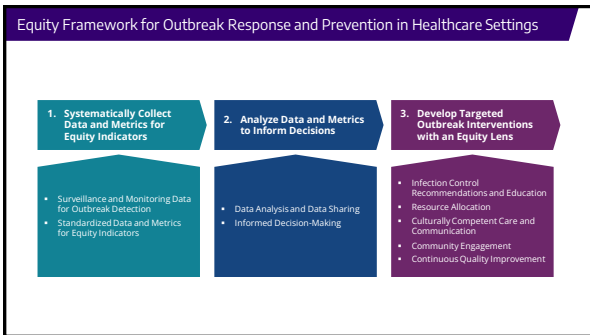 Equity Framework for Outbreak Response and Prevention in Healthcare Settings
1. Systematically Collect
Data and Metrics for
Equity Indicators
2. Analyze Data and Metrics
to Inform Decisions
3. Develop Targeted
Outbreak Interventions
with an Equity Lens
▪ Surveillance and Monitoring Data
for Outbreak Detection
▪ Standardized Data and Metrics
for Equity Indicators
▪ Data Analysis and Data Sharing
▪ Informed Decision-Making
▪ Infection Control
Recommendations and Education
▪ Resource Allocation
▪ Culturally Competent Care and
Communication
▪ Community Engagement
▪ Continuous Quality Improvement